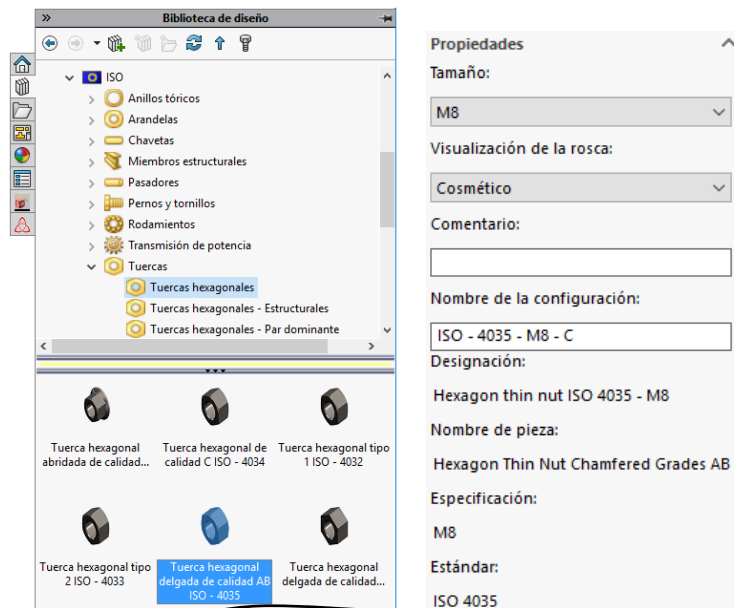 Biblioteca de diseño
ISO
Anillos tóricos
Arandelas
Chavetas
Miembros estructurales
Pasadores
Pernos y tornillos
Rodamientos
Transmisión de potencia
Tuercas
Tuercas hexagonales
Tuercas hexagonales - Estructurales
Tuercas hexagonales - Par dominante
Tuerca hexagonal
abridada de calidad...
Tuerca hexagonal de
calidad C ISO - 4034
Tuerca hexagonal tipo
1 ISO - 4032
Tuerca hexagonal tipo
2 ISO - 4033
Tuerca hexagonal
delgada de calidad AB
ISO - 4035
Tuerca hexagonal
delgada de calidad...
Propiedades
Tamaño:
M8
Visualización de la rosca:
Cosmético
Comentario:
Nombre de la configuración:
ISO - 4035 - M8 - C
Designación:
Hexagon thin nut ISO 4035 - M8
Nombre de pieza:
Hexagon Thin Nut Chamfered Grades AB
Especificación:
M8
Estándar:
ISO 4035